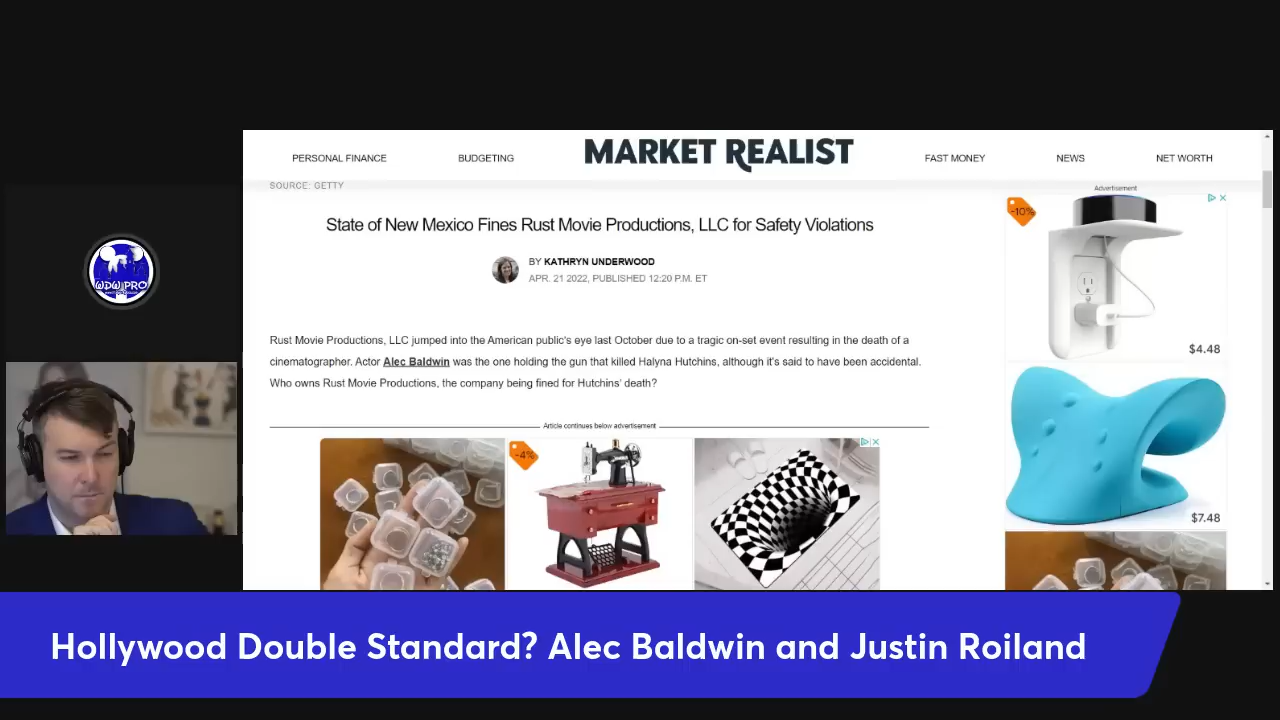 PERSONAL FINANCE
BUDGETING
MARKET REALIST
FAST MONEY
NEWS
NET WORTH
SOURCE: GETTY
State of New Mexico Fines Rust Movie Productions, LLC for Safety Violations
BY KATHRYN UNDERWOOD
APR. 21 2022, PUBLISHED 12:20 P.M. ET
Rust Movie Productions, LLC jumped into the American public's eye last October due to a tragic on-set event resulting in the death of a
cinematographer. Actor Alec Baldwin was the one holding the gun that killed Halyna Hutchins, although it's said to have been accidental.
Who owns Rust Movie Productions, the company being fined for Hutchins' death?
Article continues below advertisement
-4%
Advertisement
-10%
$4.48
$7.48
WDW PRO
Hollywood Double Standard? Alec Baldwin and Justin Roiland